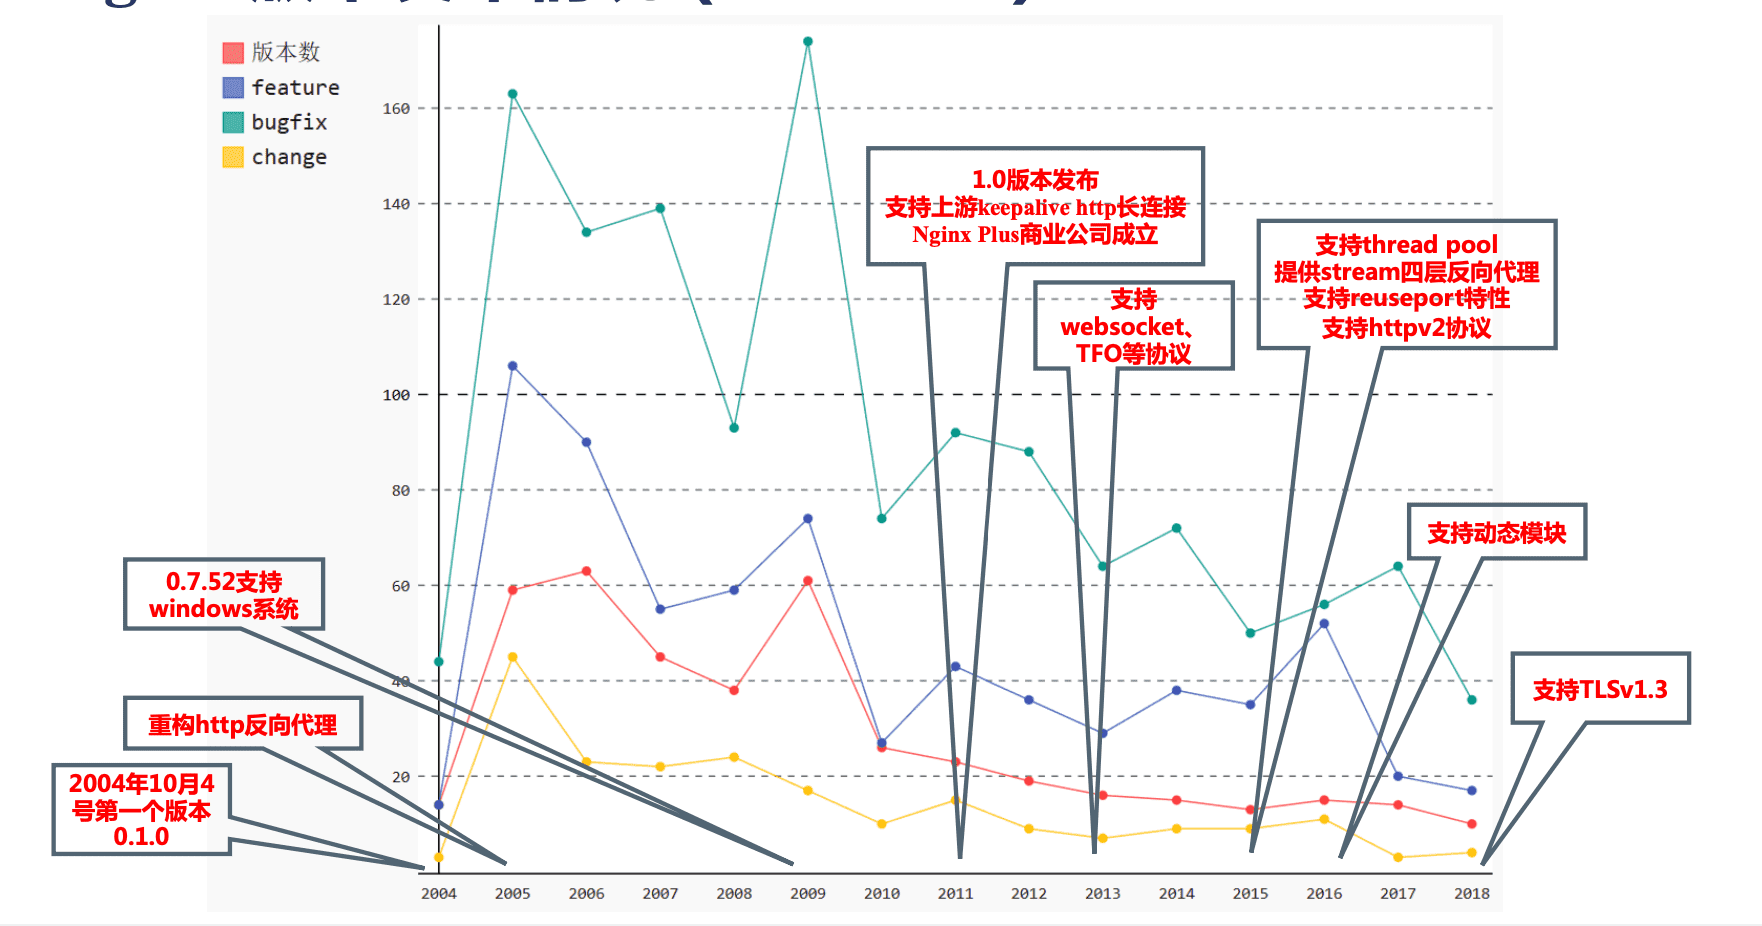 版本数
feature
bugfix
change
160
140
120
100
80
60
40
20
1.0版本发布
支持上游keepalive http长连接
Nginx Plus商业公司成立
支持
websocket、
TFO等协议
支持thread pool
提供stream四层反向代理
支持reuseport特性
支持httpv2协议
支持动态模块
0.7.52支持
windows系统
重构http反向代理
2004年10月4
号第一个版本
0.1.0
支持TLSv1.3
2004 2005 2006 2007 2008 2009 2010 2011 2012 2013 2014 2015 2016 2017 2018